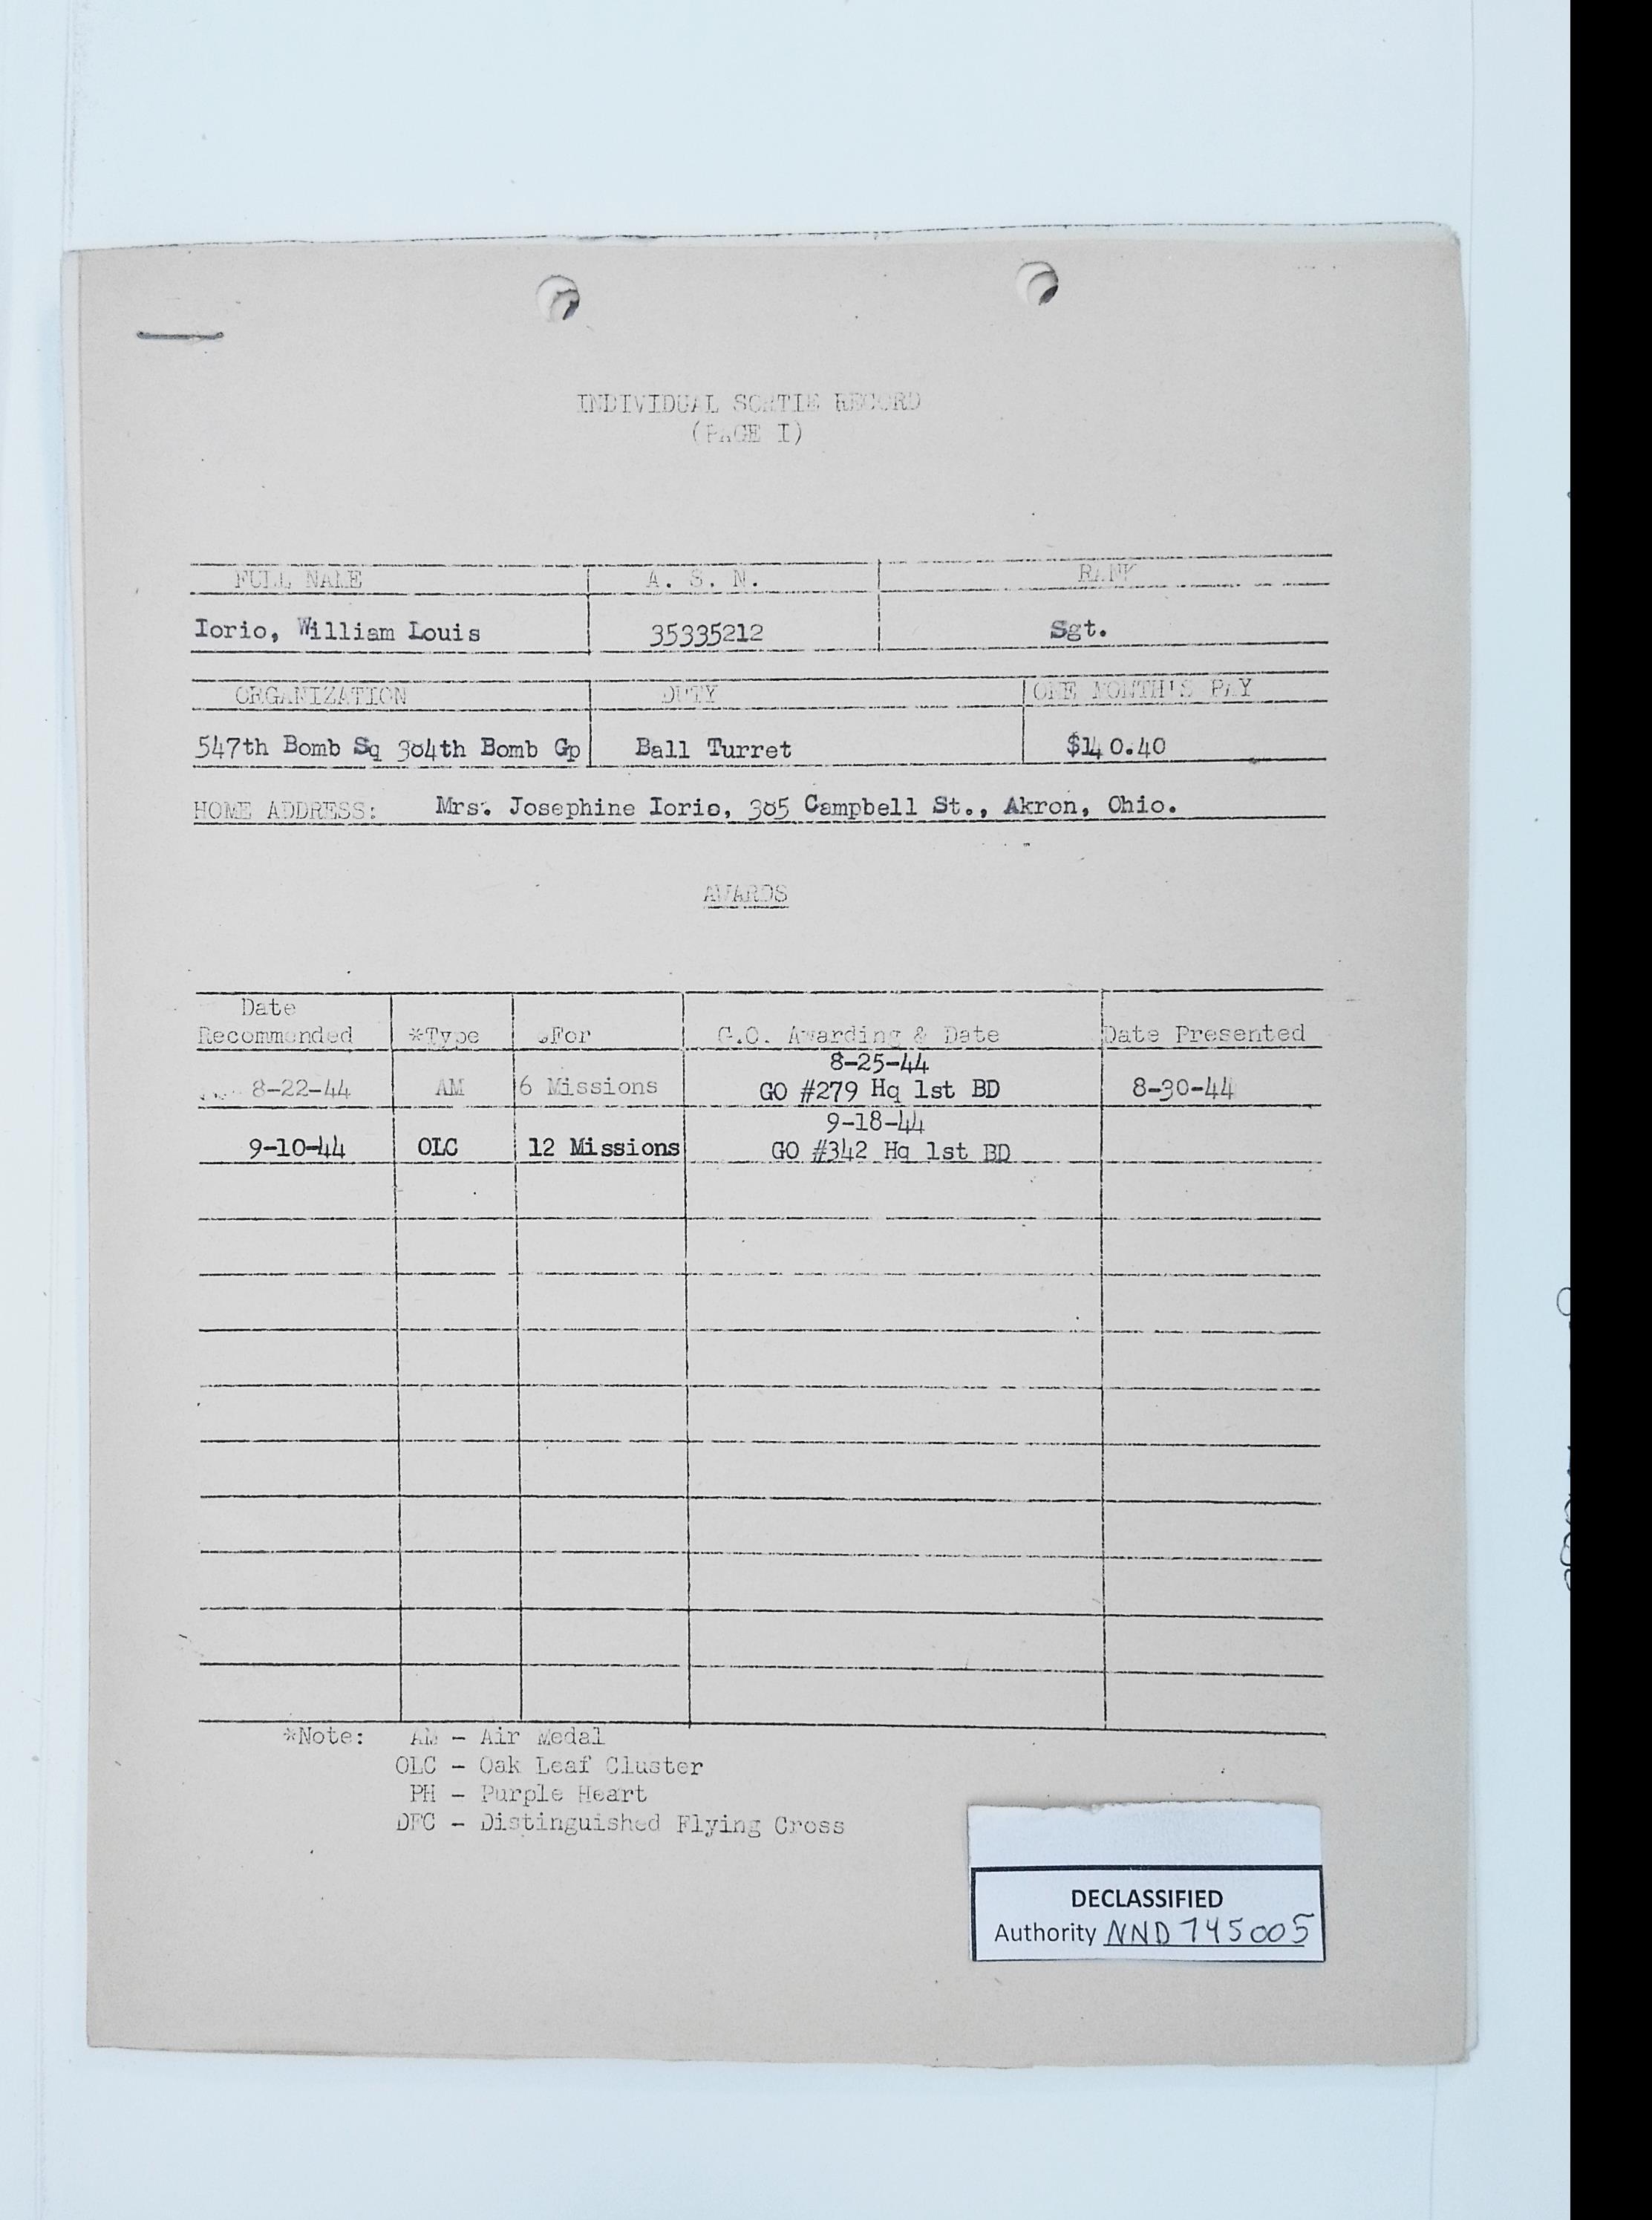 INDIVIDUAL SORTIE RECORD
(PAGE I)
FULL NAME A. S. N. RANK
Iorio, William Louis 35335212 Sgt.
ORGANIZATION DUTY ONE MONTH'S PAY
547th Bomb Sq 384th Bomb Gp Ball Turret $140.40
HOME ADDRESS: Mrs. Josephine Iorio, 385 Campbell St., Akron, Ohio.
AWARDS
Date
Recommended *Type For G.O. Awarding & Date Date Presented
8-25-44
8-22-44 AM 6 Missions GO #279 Hq 1st BD 8-30-44
9-18-44
9-10-44 OLC 12 Missions GO #342 Hq 1st BD
*Note: AM - Air Medal
OLC - Oak Leaf Cluster
PH - Purple Heart
DFC - Distinguished Flying Cross
DECLASSIFIED
Authority NND 745005